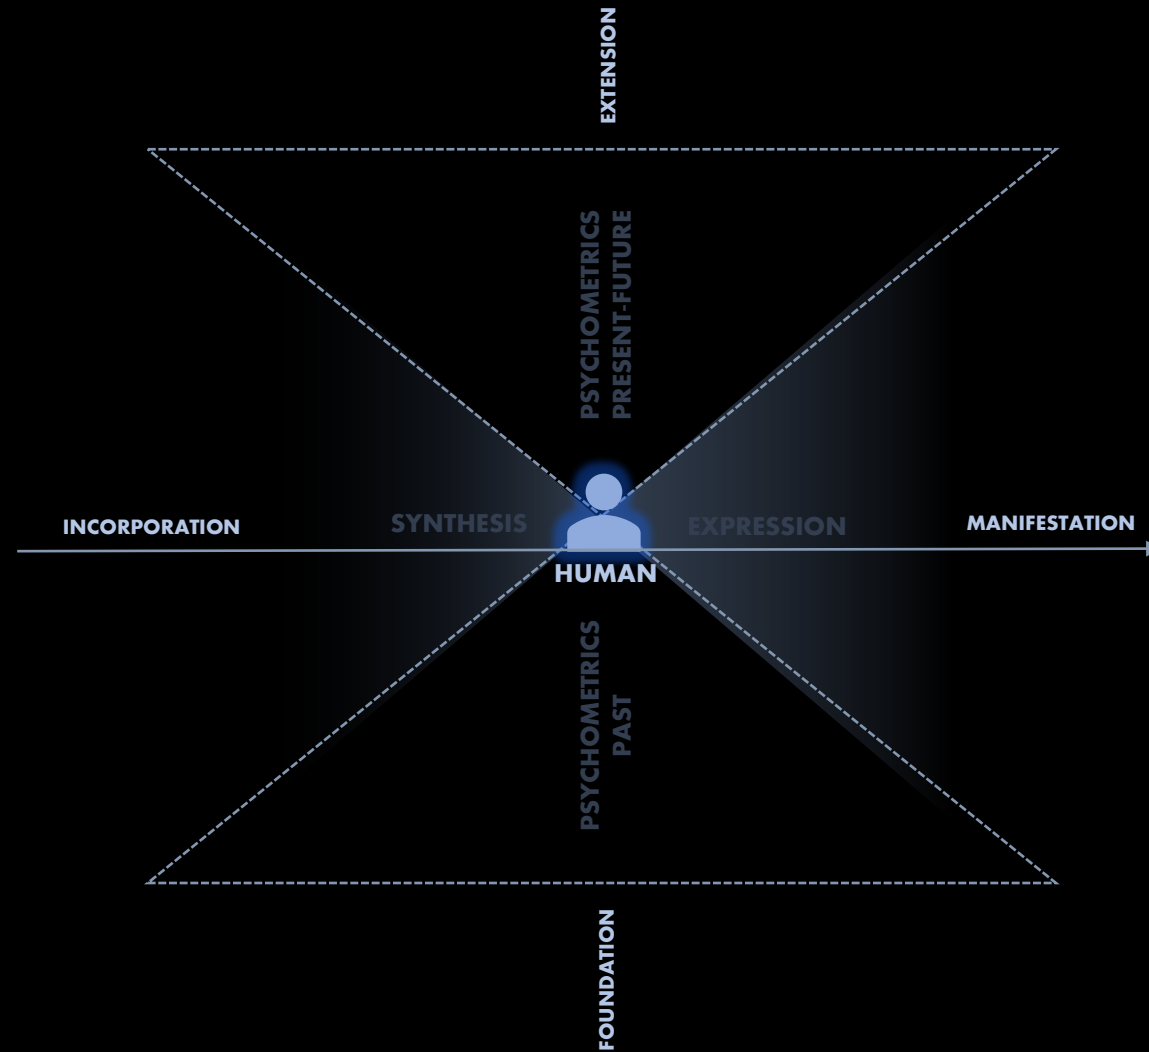 EXTENSION
PSYCHOMETRICS
PRESENT-FUTURE
INCORPORATION
SYNTHESIS
EXPRESSION
MANIFESTATION
HUMAN
PSYCHOMETRICS
PAST
FOUNDATION